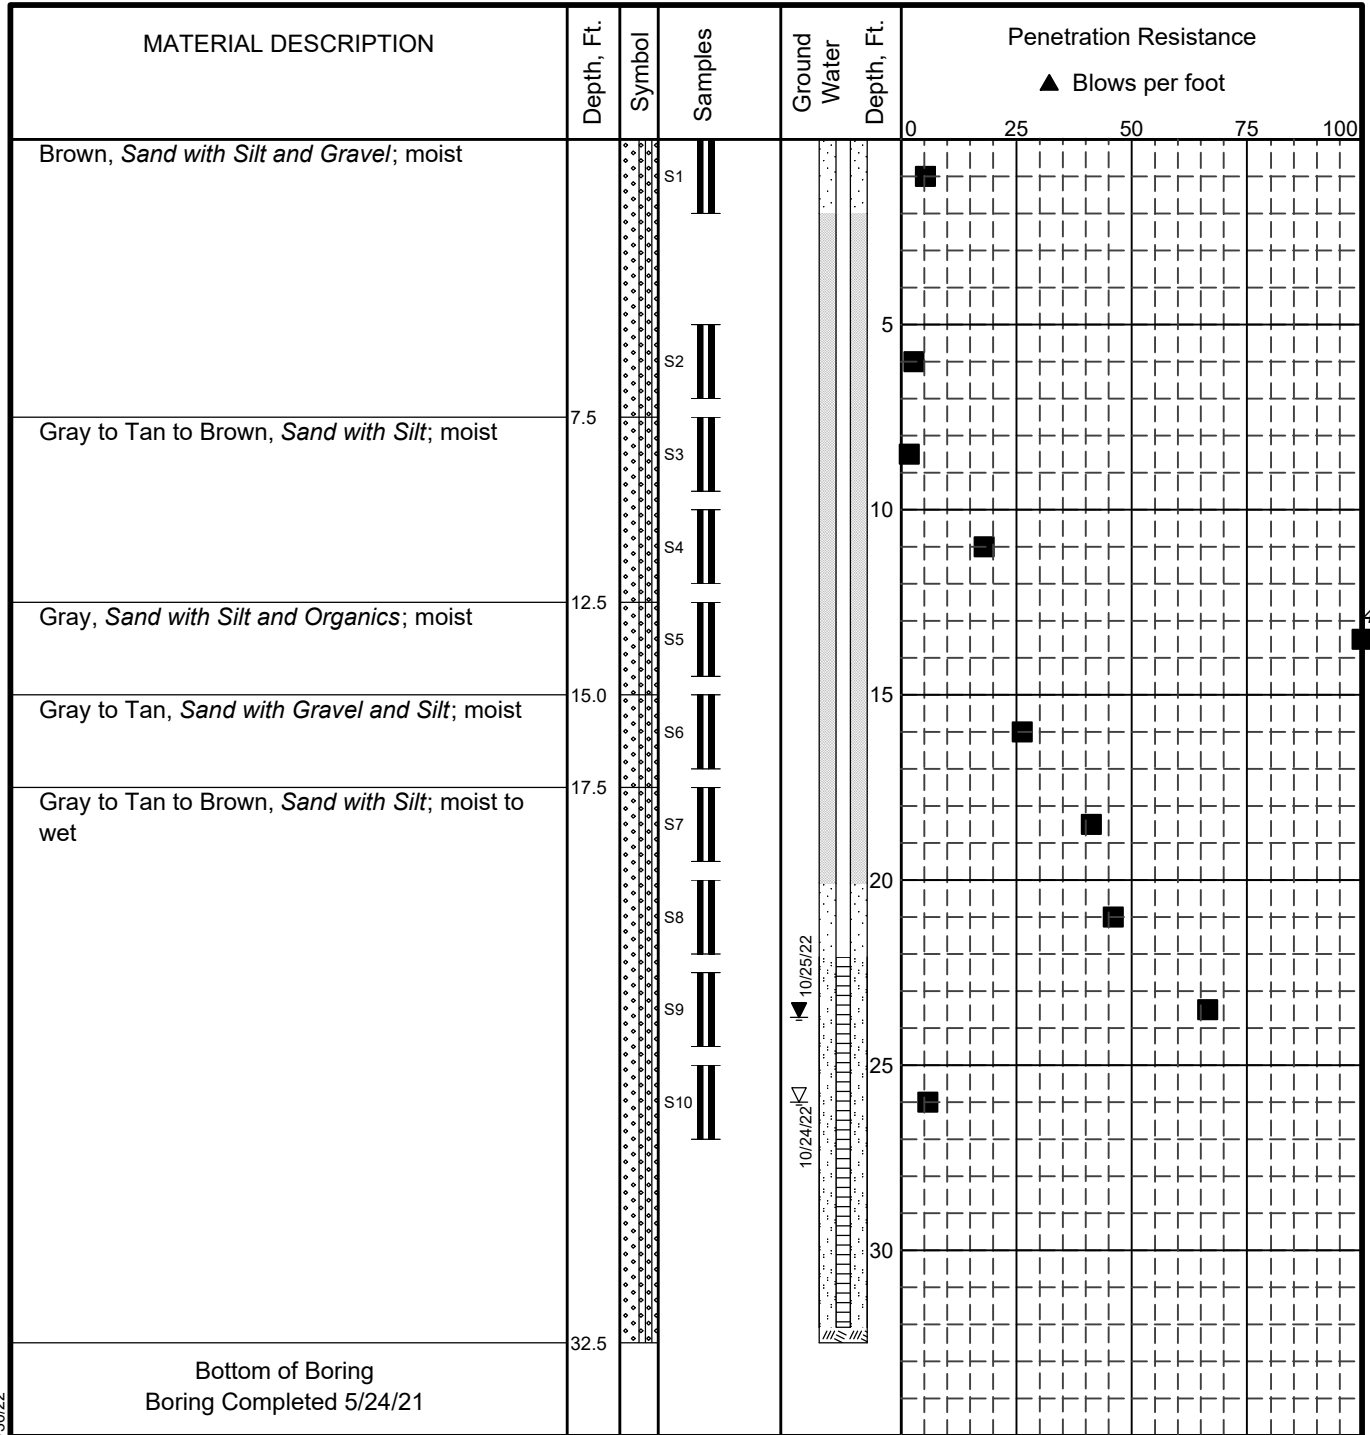 MATERIAL DESCRIPTION
Depth, Ft.
Symbol
Samples
Ground
Water
Depth, Ft.
Penetration Resistance
▲ Blows per foot
0 25 50 75 100
Brown, Sand with Silt and Gravel; moist
S1
5
S2
7.5
Gray to Tan to Brown, Sand with Silt; moist
S3
10
S4
12.5
Gray, Sand with Silt and Organics; moist
S5
15.0
15
Gray to Tan, Sand with Gravel and Silt; moist
S6
17.5
Gray to Tan to Brown, Sand with Silt; moist to
wet
S7
20
S8
10/25/22
S9
25
S10
10/24/22
30
32.5
Bottom of Boring
Boring Completed 5/24/21